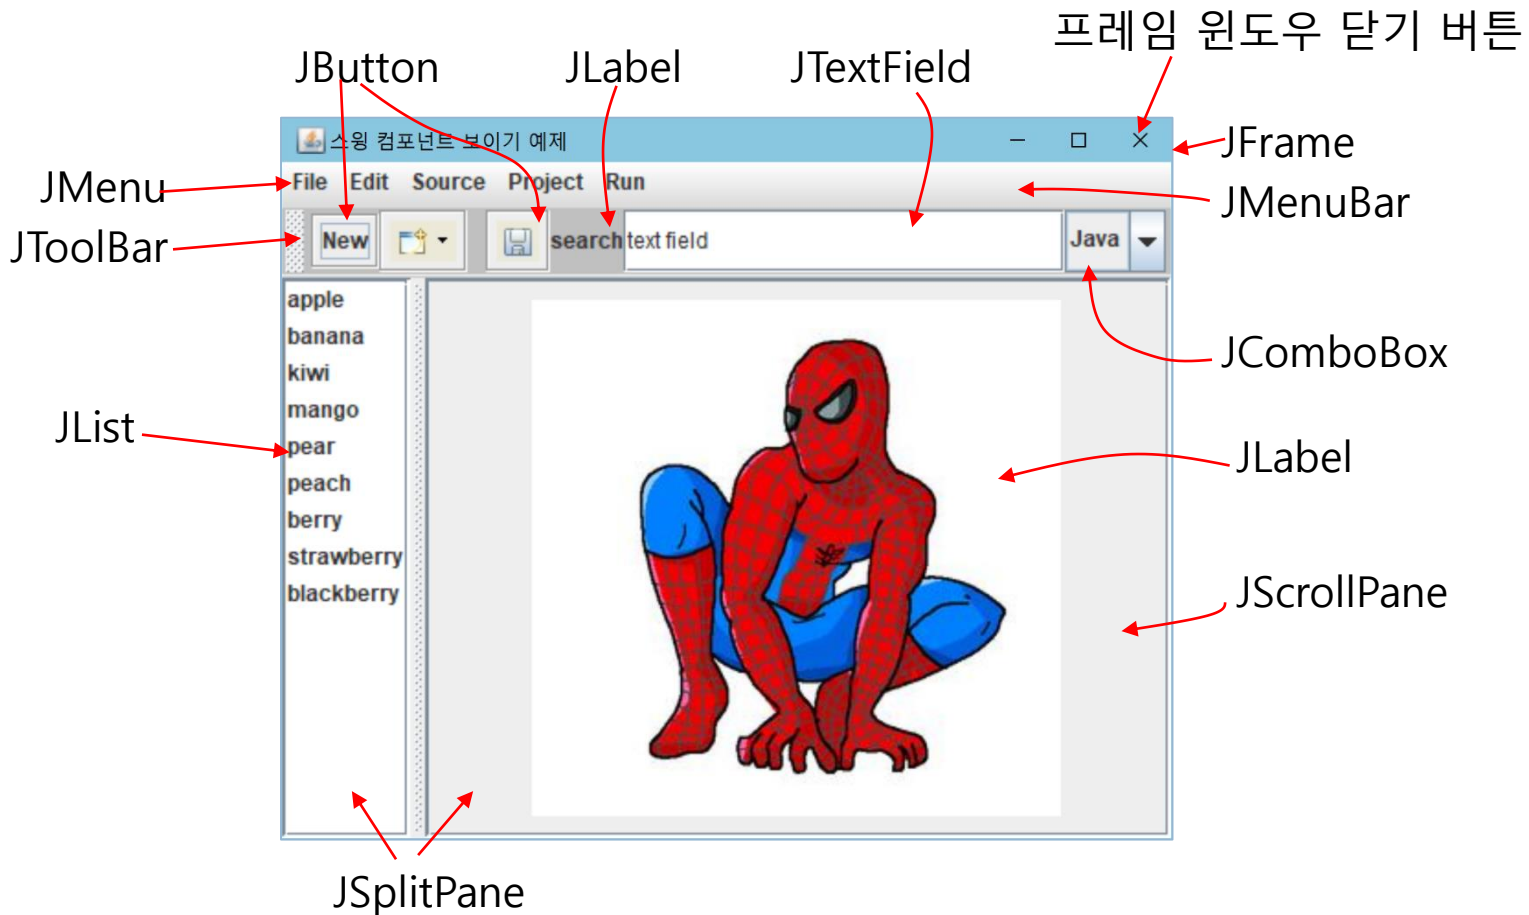 프레임 윈도우 닫기 버튼
JButton
JLabel
JTextField
스윙 컴포넌트 보이기 예제
JFrame
JMenu
File Edit Source Project Run
JMenuBar
JToolBar
New
search
text field
Java
apple
banana
kiwi
mango
pear
peach
berry
strawberry
blackberry
JComboBox
JList
JLabel
JScrollPane
JSplitPane